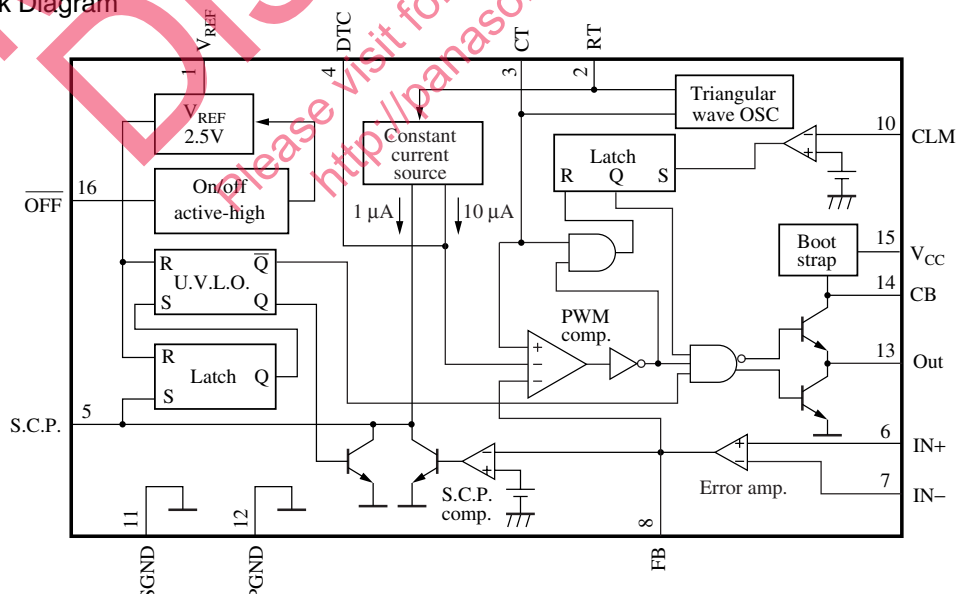 k Diagram
Please visit fo
http://panaso
DIS
VREF
DTC
CT
RT
1
4
3
2
VREF
2.5V
Constant
current
source
Triangular
wave OSC
10
CLM
Latch
R Q S
16
OFF
On/off
active-high
1 μA
10 μA
Boot
strap
15
VCC
14
CB
R Q
U.V.L.O.
S Q
PWM
comp.
+
−
−
13
Out
R
Latch Q
S
5
S.C.P.
6
IN+
7
IN−
+
−
Error amp.
−
+
S.C.P.
comp.
−
+
11
12
8
SGND
PGND
FB